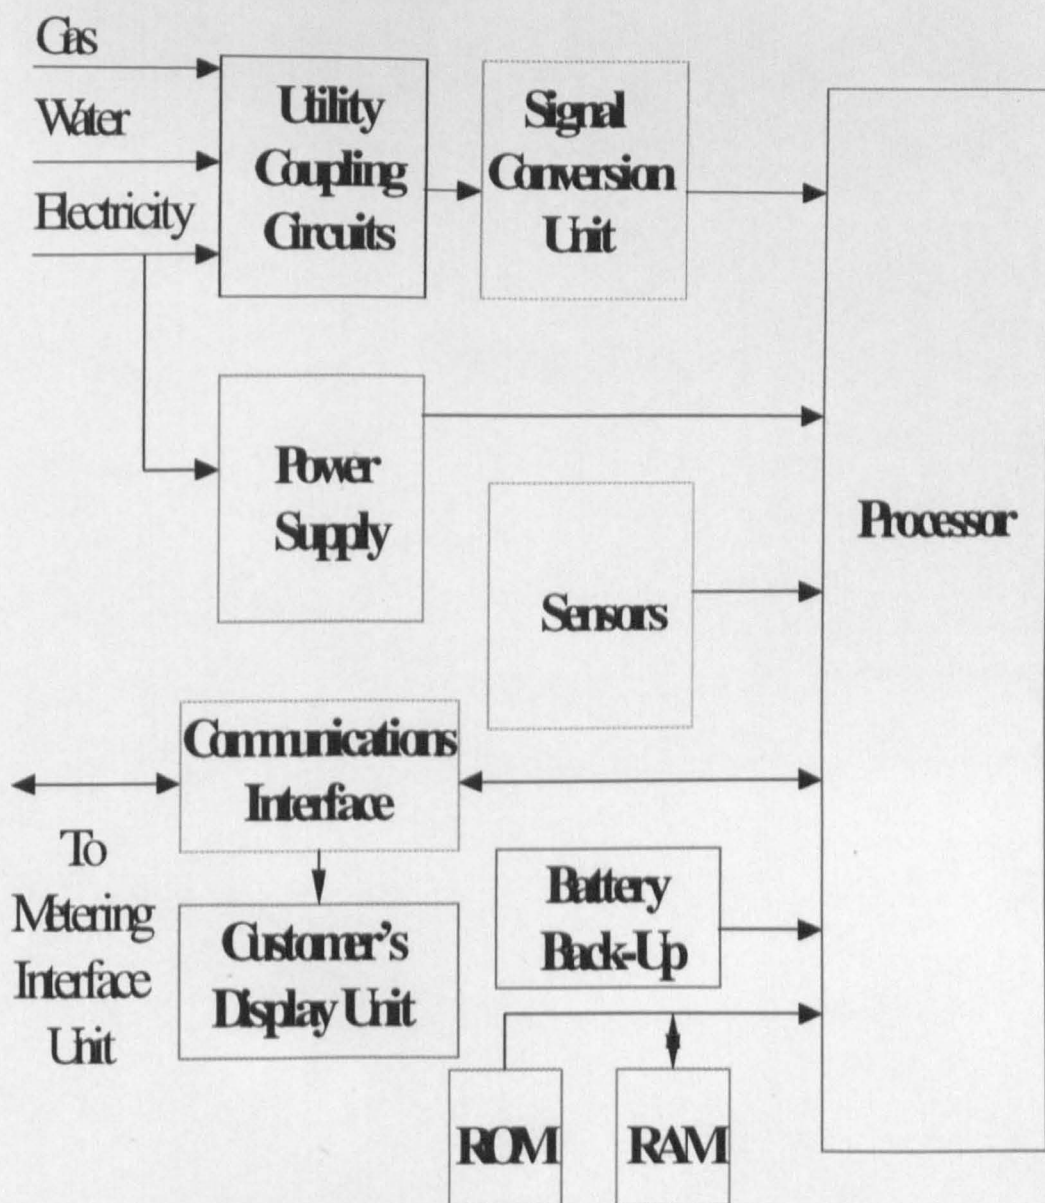 Gas
Water
Electricity
Utility
Coupling
Circuits
Signal
Conversion
Unit
Power
Supply
Sensors
Processor
Communications
Interface
To
Metering
Interface
Unit
Customer's
Display Unit
Battery
Back-Up
ROM
RAM